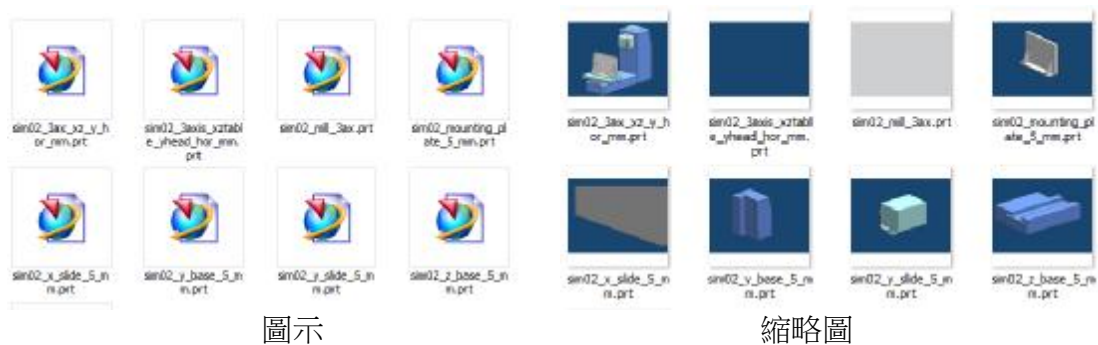 sim02_3ax_xz_y_h
or_mm.prt
sim02_3axis_xztabl
e_yhead_hor_mm.
prt
sim02_mill_3ax.prt
sim02_mounting_pl
ate_5_mm.prt
sim02_3ax_xz_y_h
or_mm.prt
sim02_3axis_xztabl
e_yhead_hor_mm.
prt
sim02_mill_3ax.prt
sim02_mounting_pl
ate_5_mm.prt
sim02_x_slide_5_m
m.prt
sim02_y_base_5_m
m.prt
sim02_y_slide_5_m
m.prt
sim02_z_base_5_m
m.prt
sim02_x_slide_5_m
m.prt
sim02_y_base_5_m
m.prt
sim02_y_slide_5_m
m.prt
sim02_z_base_5_m
m.prt
圖示
縮略圖